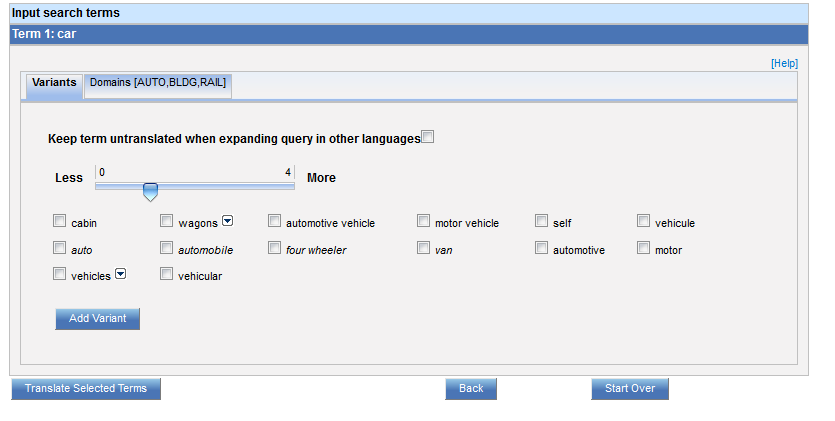 Input search terms
Term 1: car
[Help]
Variants Domains [AUTO,BLDG,RAIL]
Keep term untranslated when expanding query in other languages
0 4
Less More
cabin wagons automotive vehicle motor vehicle self vehicule
auto automobile four wheeler van automotive motor
vehicles vehicular
Add Variant
Translate Selected Terms Back Start Over